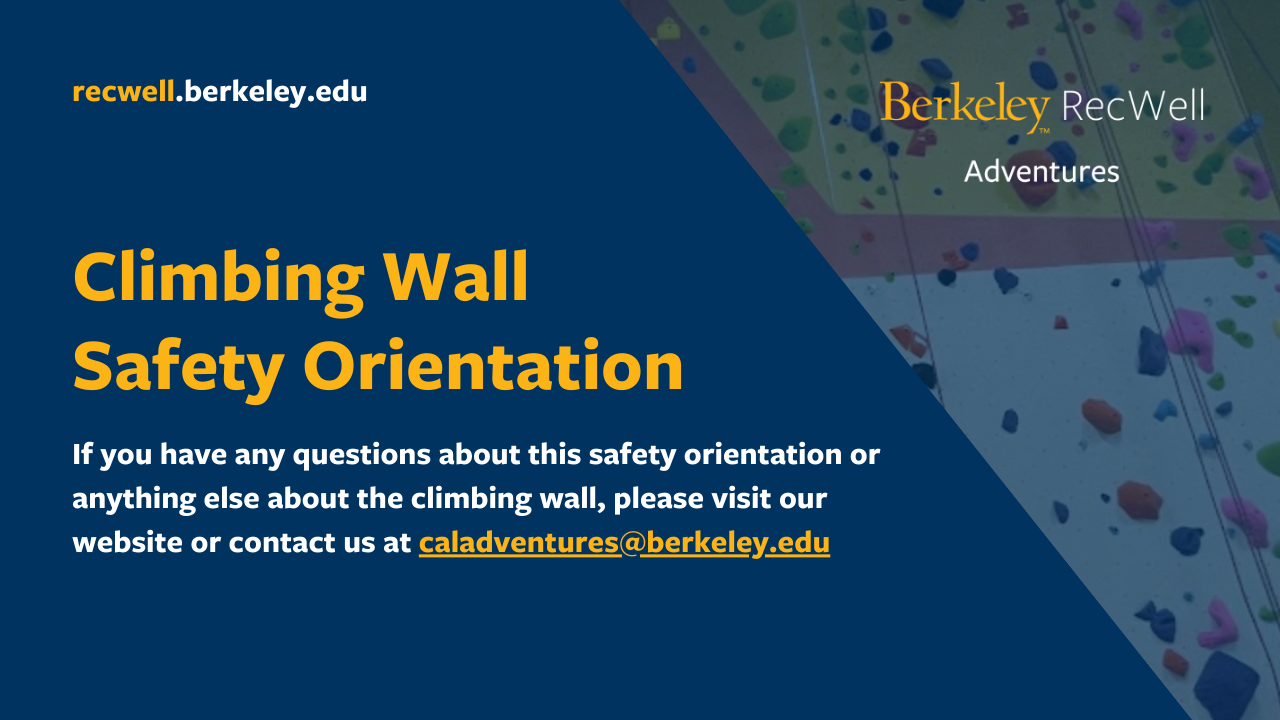 recwell.berkeley.edu
Berkeley™ RecWell
Adventures
Climbing Wall
Safety Orientation
If you have any questions about this safety orientation or
anything else about the climbing wall, please visit our
website or contact us at caladventures@berkeley.edu